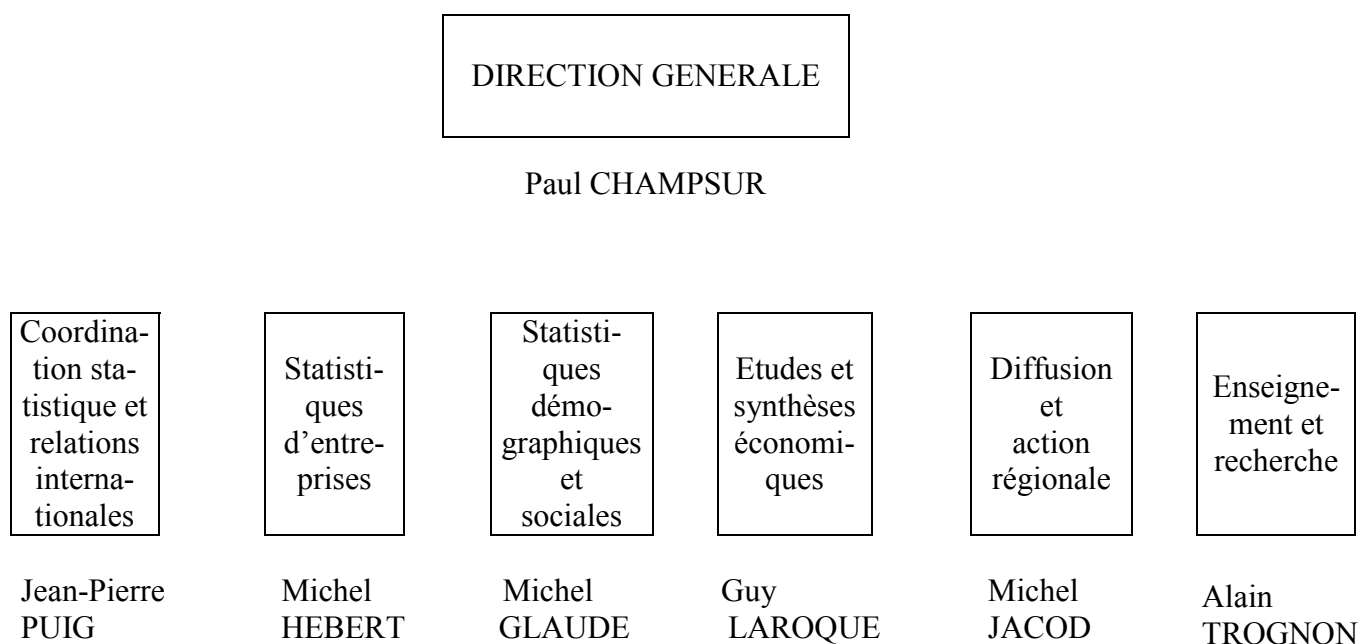 DIRECTION GENERALE
Paul CHAMPSUR
Coordina-
tion sta-
tistique et
relations
interna-
tionales
Jean-Pierre
PUIG
Statisti-
ques
d’entre-
prises
Michel
HEBERT
Statisti-
ques
démo-
graphiques
et
sociales
Michel
GLAUDE
Etudes et
synthèses
économi-
ques
Guy
LAROQUE
Diffusion
et
action
régionale
Michel
JACOD
Enseigne-
ment et
recherche
Alain
TROGNON